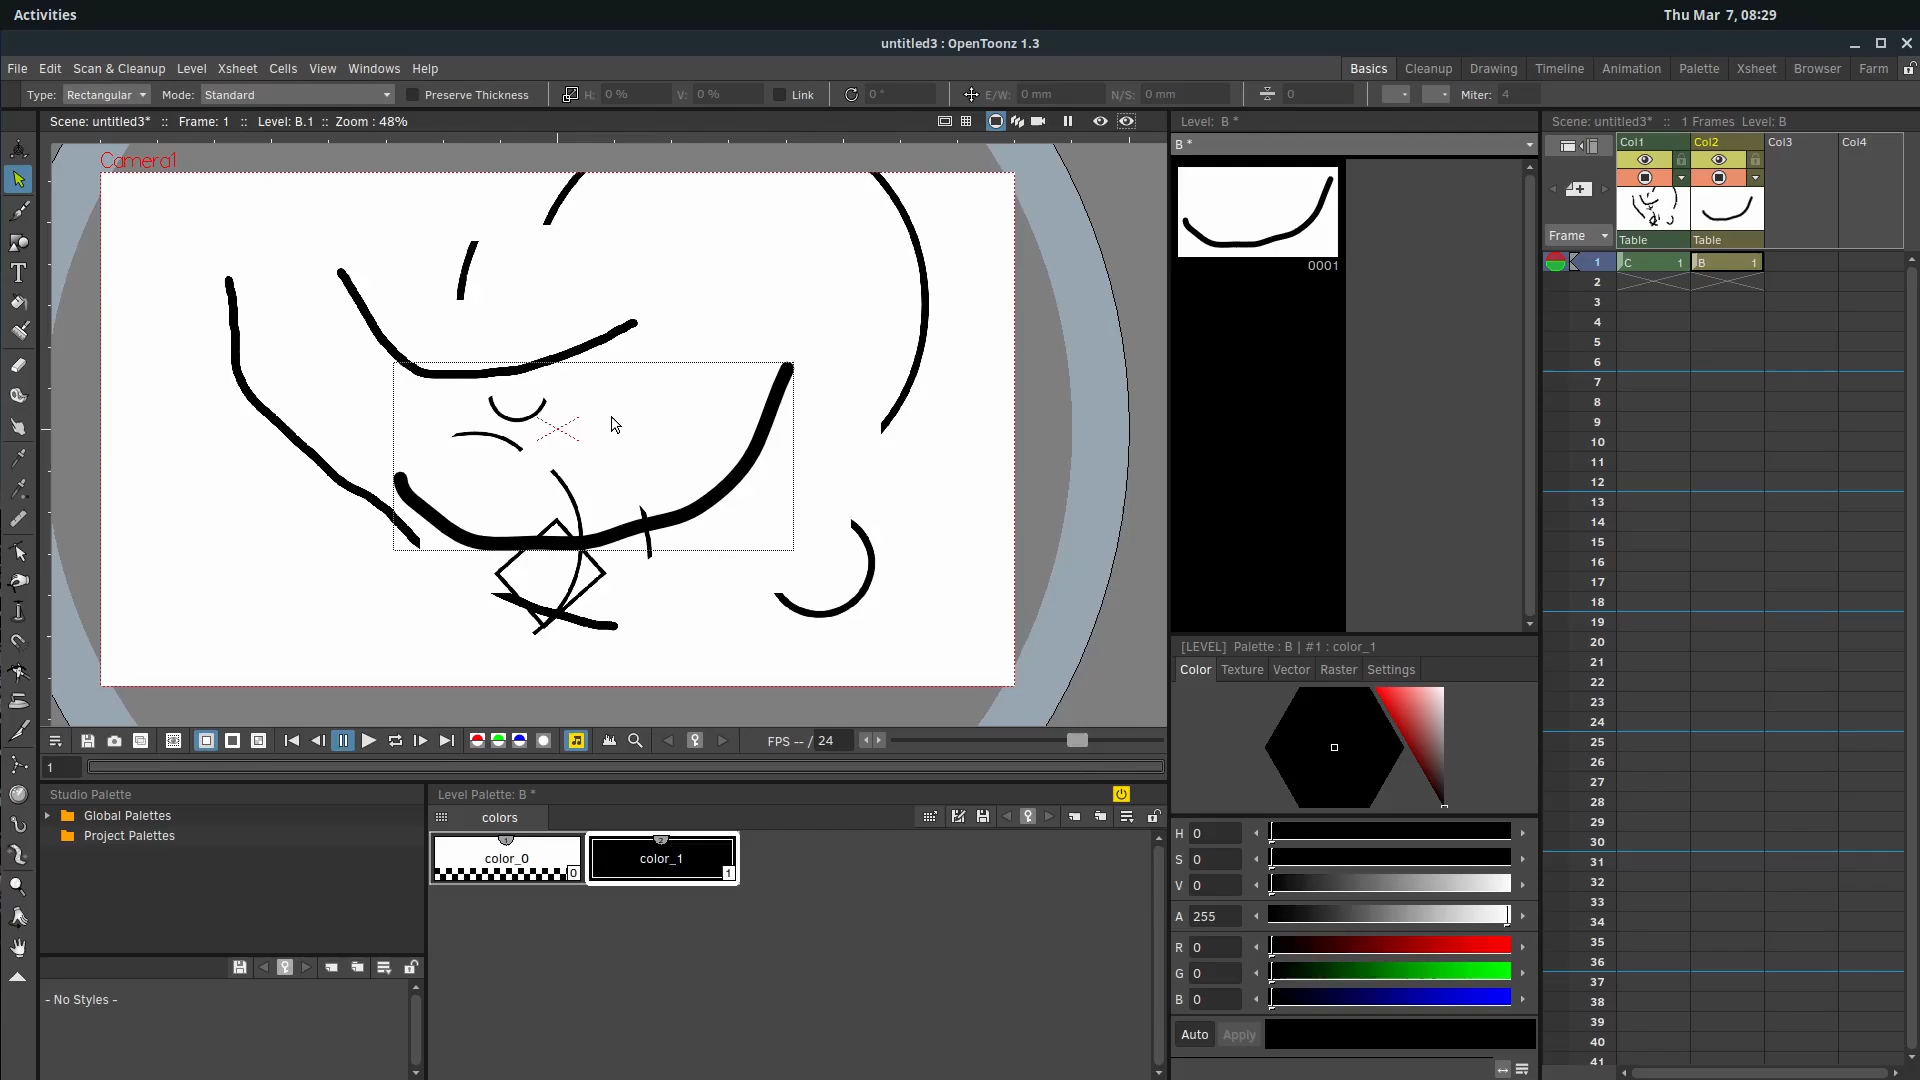 Activities
Thu Mar 7, 08:29
untitled3 : OpenToonz 1.3
File Edit Scan & Cleanup Level Xsheet Cells View Windows Help
Basics Cleanup Drawing Timeline Animation Palette Xsheet Browser Farm
Type: Rectangular Mode: Standard Preserve Thickness H: 0 % V: 0 % Link 0 ° E/W: 0 mm N/S: 0 mm 0 Miter: 4
Scene: untitled3* :: Frame: 1 :: Level: B.1 :: Zoom : 48%
Camera1
Level: B *
B *
0001
Scene: untitled3* :: 1 Frames Level: B
Col1 Col2 Col3 Col4
Frame
Table Table
1 C 1 B 1
2
3
4
5
6
7
8
9
10
11
12
13
14
15
16
17
18
19
20
21
22
23
24
25
26
27
28
29
30
31
32
33
34
35
36
37
38
39
40
41
[LEVEL] Palette : B | #1 : color_1
Color Texture Vector Raster Settings
H 0
S 0
V 0
A 255
R 0
G 0
B 0
Auto Apply
FPS -- / 24
1
Studio Palette
Global Palettes
Project Palettes
- No Styles -
Level Palette: B *
colors
1 color_0 0
2 color_1 1